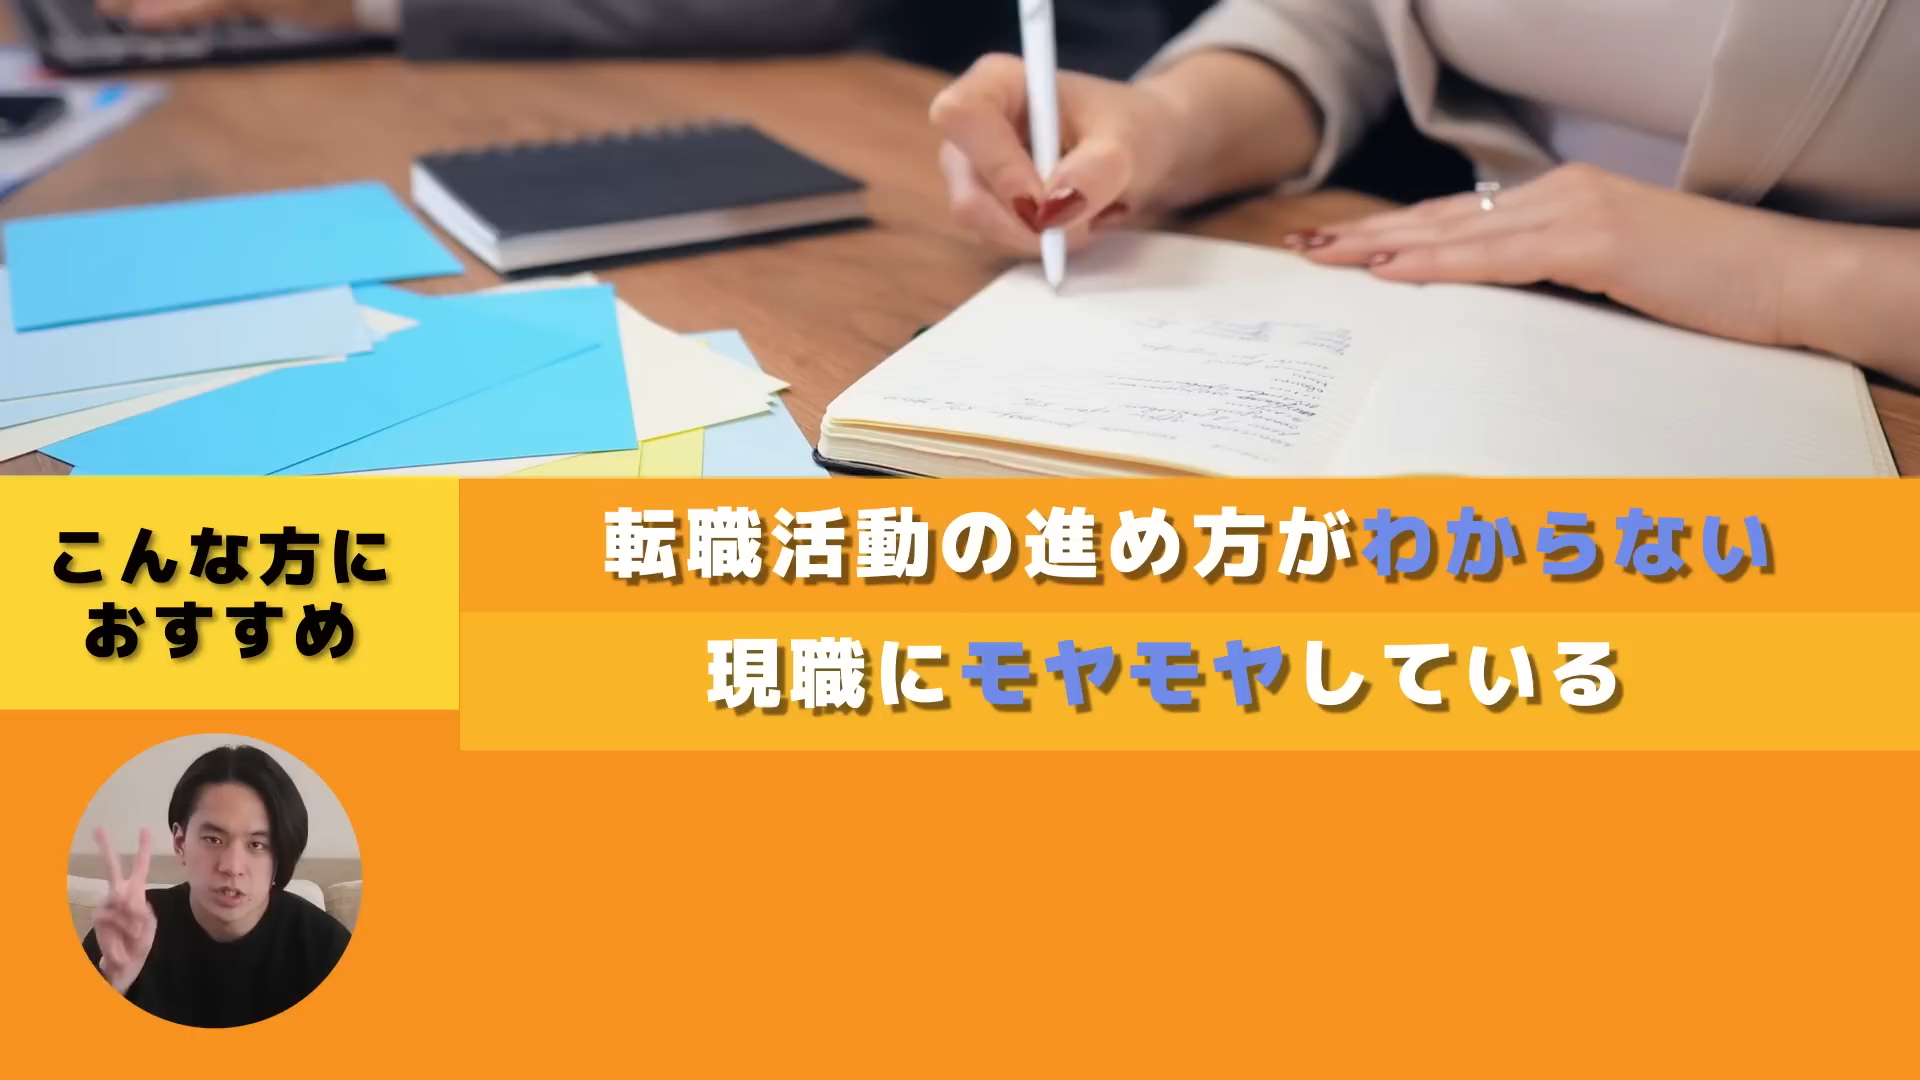 こんな方に
おすすめ
転職活動の進め方がわからない
現職にモヤモヤしている